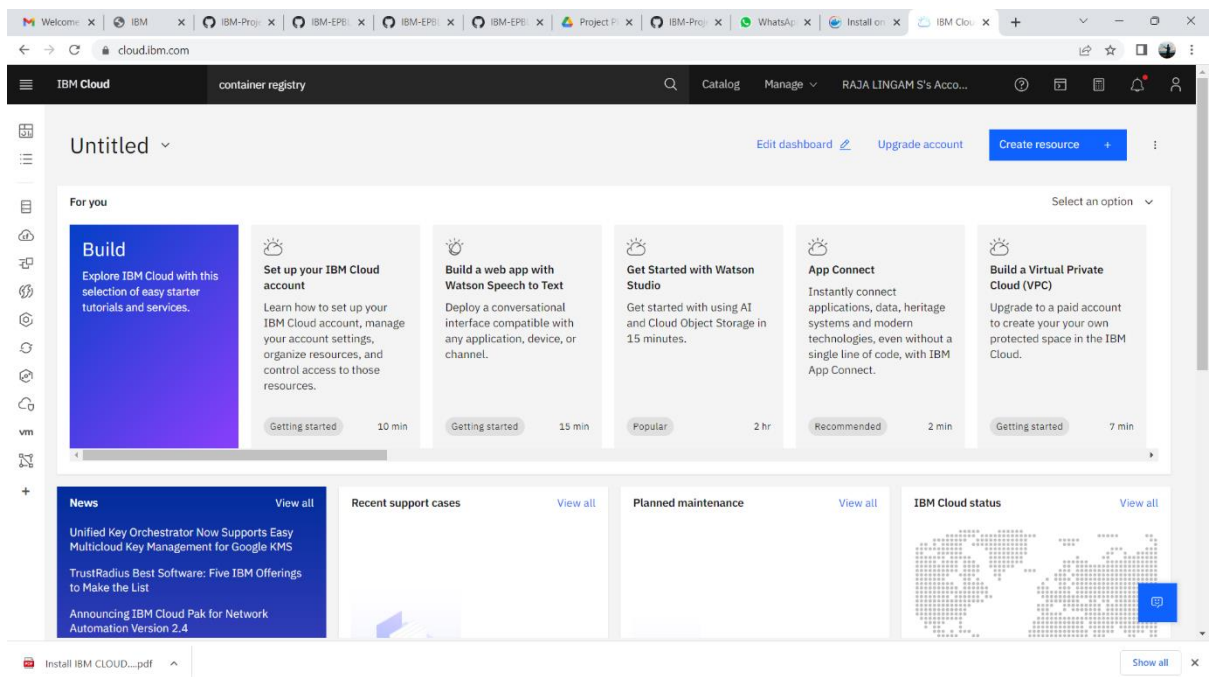 Welcome
IBM
IBM-Proje
IBM-EPBL
IBM-EPBL
IBM-EPBL
Project Pl
IBM-Proje
WhatsAp
Install on
IBM Clou
cloud.ibm.com
IBM Cloud
container registry
Catalog
Manage
RAJA LINGAM S's Acco...
Untitled
Edit dashboard
Upgrade account
Create resource +
For you
Select an option
Build
Explore IBM Cloud with this
selection of easy starter
tutorials and services.
Set up your IBM Cloud
account
Learn how to set up your
IBM Cloud account, manage
your account settings,
organize resources, and
control access to those
resources.
Getting started
10 min
Build a web app with
Watson Speech to Text
Deploy a conversational
interface compatible with
any application, device, or
channel.
Getting started
15 min
Get Started with Watson
Studio
Get started with using AI
and Cloud Object Storage in
15 minutes.
Popular
2 hr
App Connect
Instantly connect
applications, data, heritage
systems and modern
technologies, even without a
single line of code, with IBM
App Connect.
Recommended
2 min
Build a Virtual Private
Cloud (VPC)
Upgrade to a paid account
to create your your own
protected space in the IBM
Cloud.
Getting started
7 min
vm
News
View all
Unified Key Orchestrator Now Supports Easy
Multicloud Key Management for Google KMS
TrustRadius Best Software: Five IBM Offerings
to Make the List
Announcing IBM Cloud Pak for Network
Automation Version 2.4
Recent support cases
View all
Planned maintenance
View all
IBM Cloud status
View all
Install IBM CLOUD....pdf
Show all